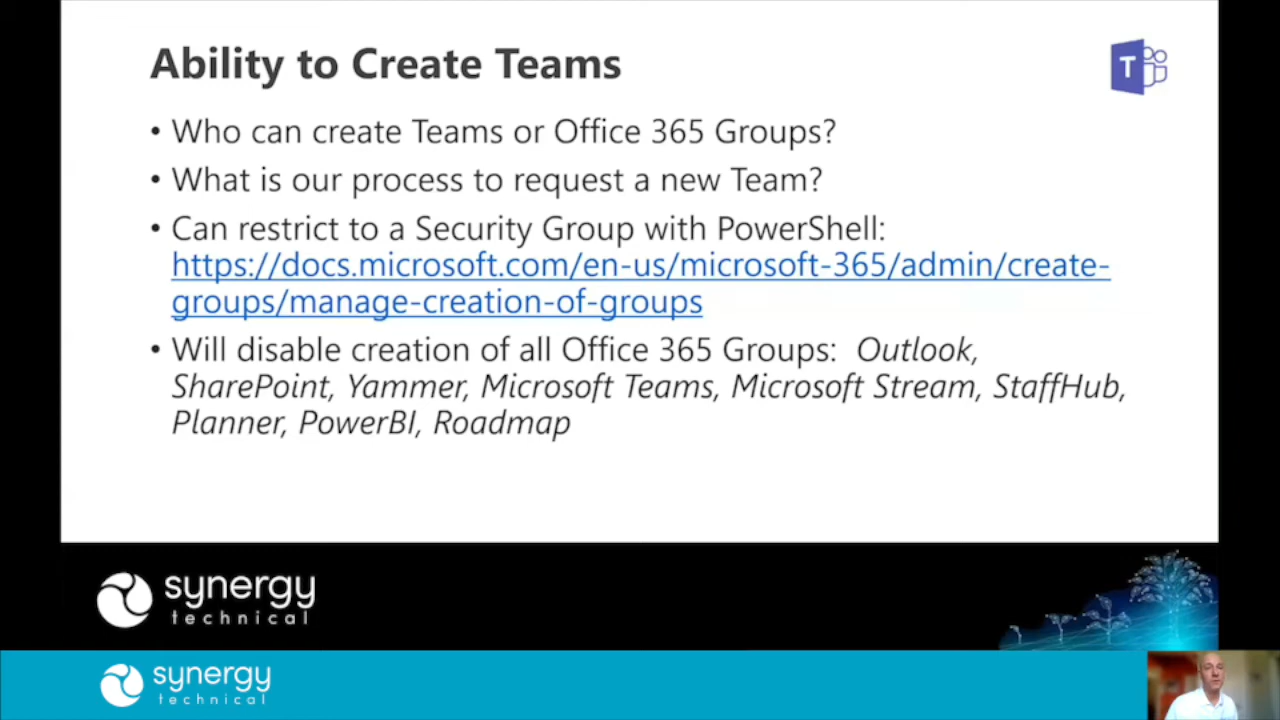 Ability to Create Teams
T
• Who can create Teams or Office 365 Groups?
• What is our process to request a new Team?
• Can restrict to a Security Group with PowerShell:
https://docs.microsoft.com/en-us/microsoft-365/admin/create-
groups/manage-creation-of-groups
• Will disable creation of all Office 365 Groups: Outlook,
SharePoint, Yammer, Microsoft Teams, Microsoft Stream, StaffHub,
Planner, PowerBI, Roadmap
synergy
technical
synergy
technical